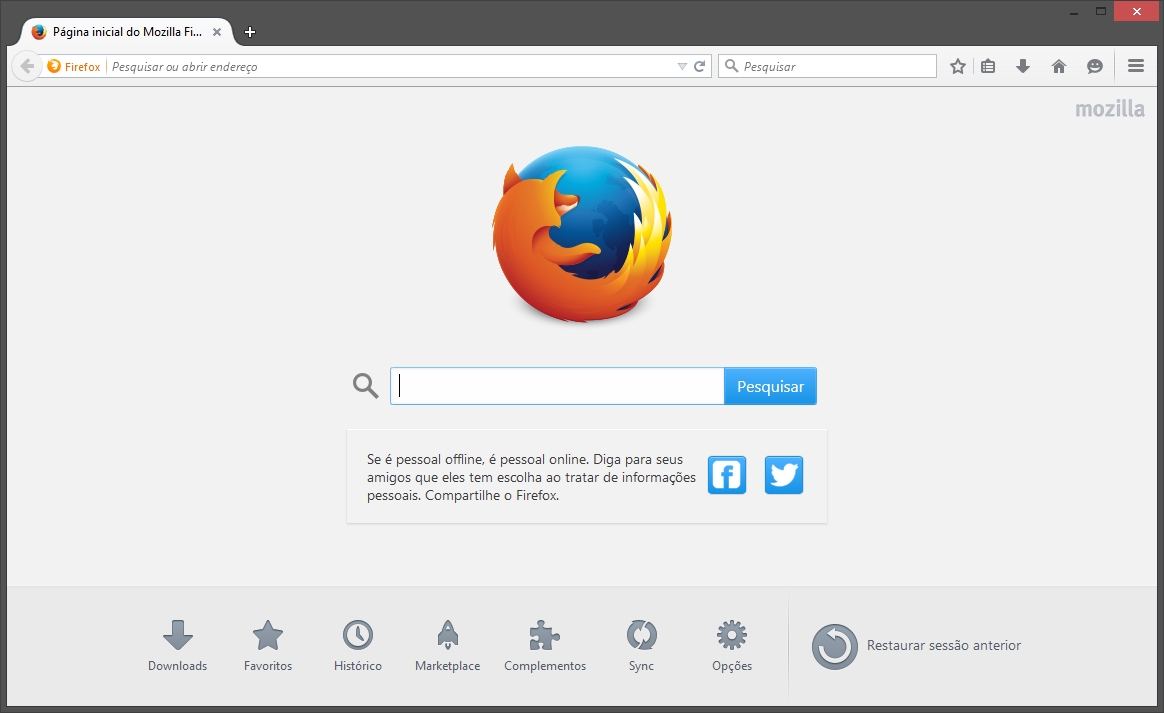 Página inicial do Mozilla Fi...
Firefox
Pesquisar ou abrir endereço
Pesquisar
mozilla
Pesquisar
Se é pessoal offline, é pessoal online. Diga para seus
amigos que eles tem escolha ao tratar de informações
pessoais. Compartilhe o Firefox.
Downloads
Favoritos
Histórico
Marketplace
Complementos
Sync
Opções
Restaurar sessão anterior